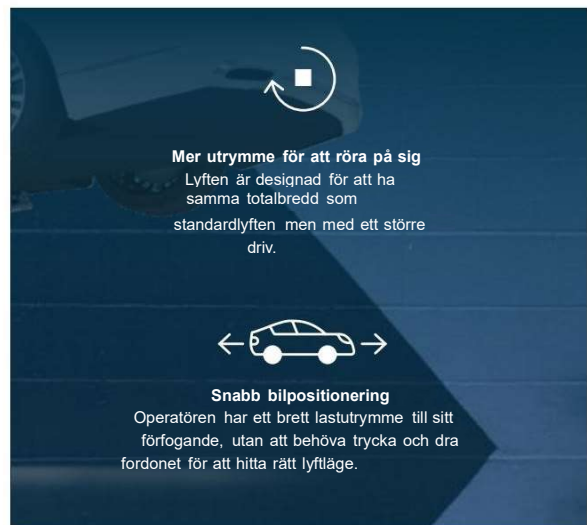 Mer utrymme för att röra på sig
Lyften är designad för att ha
samma totalbredd som
standardlyften men med ett större
driv.
Snabb bilpositionering
Operatören har ett brett lastutrymme till sitt
förfogande, utan att behöva trycka och dra
fordonet för att hitta rätt lyftläge.